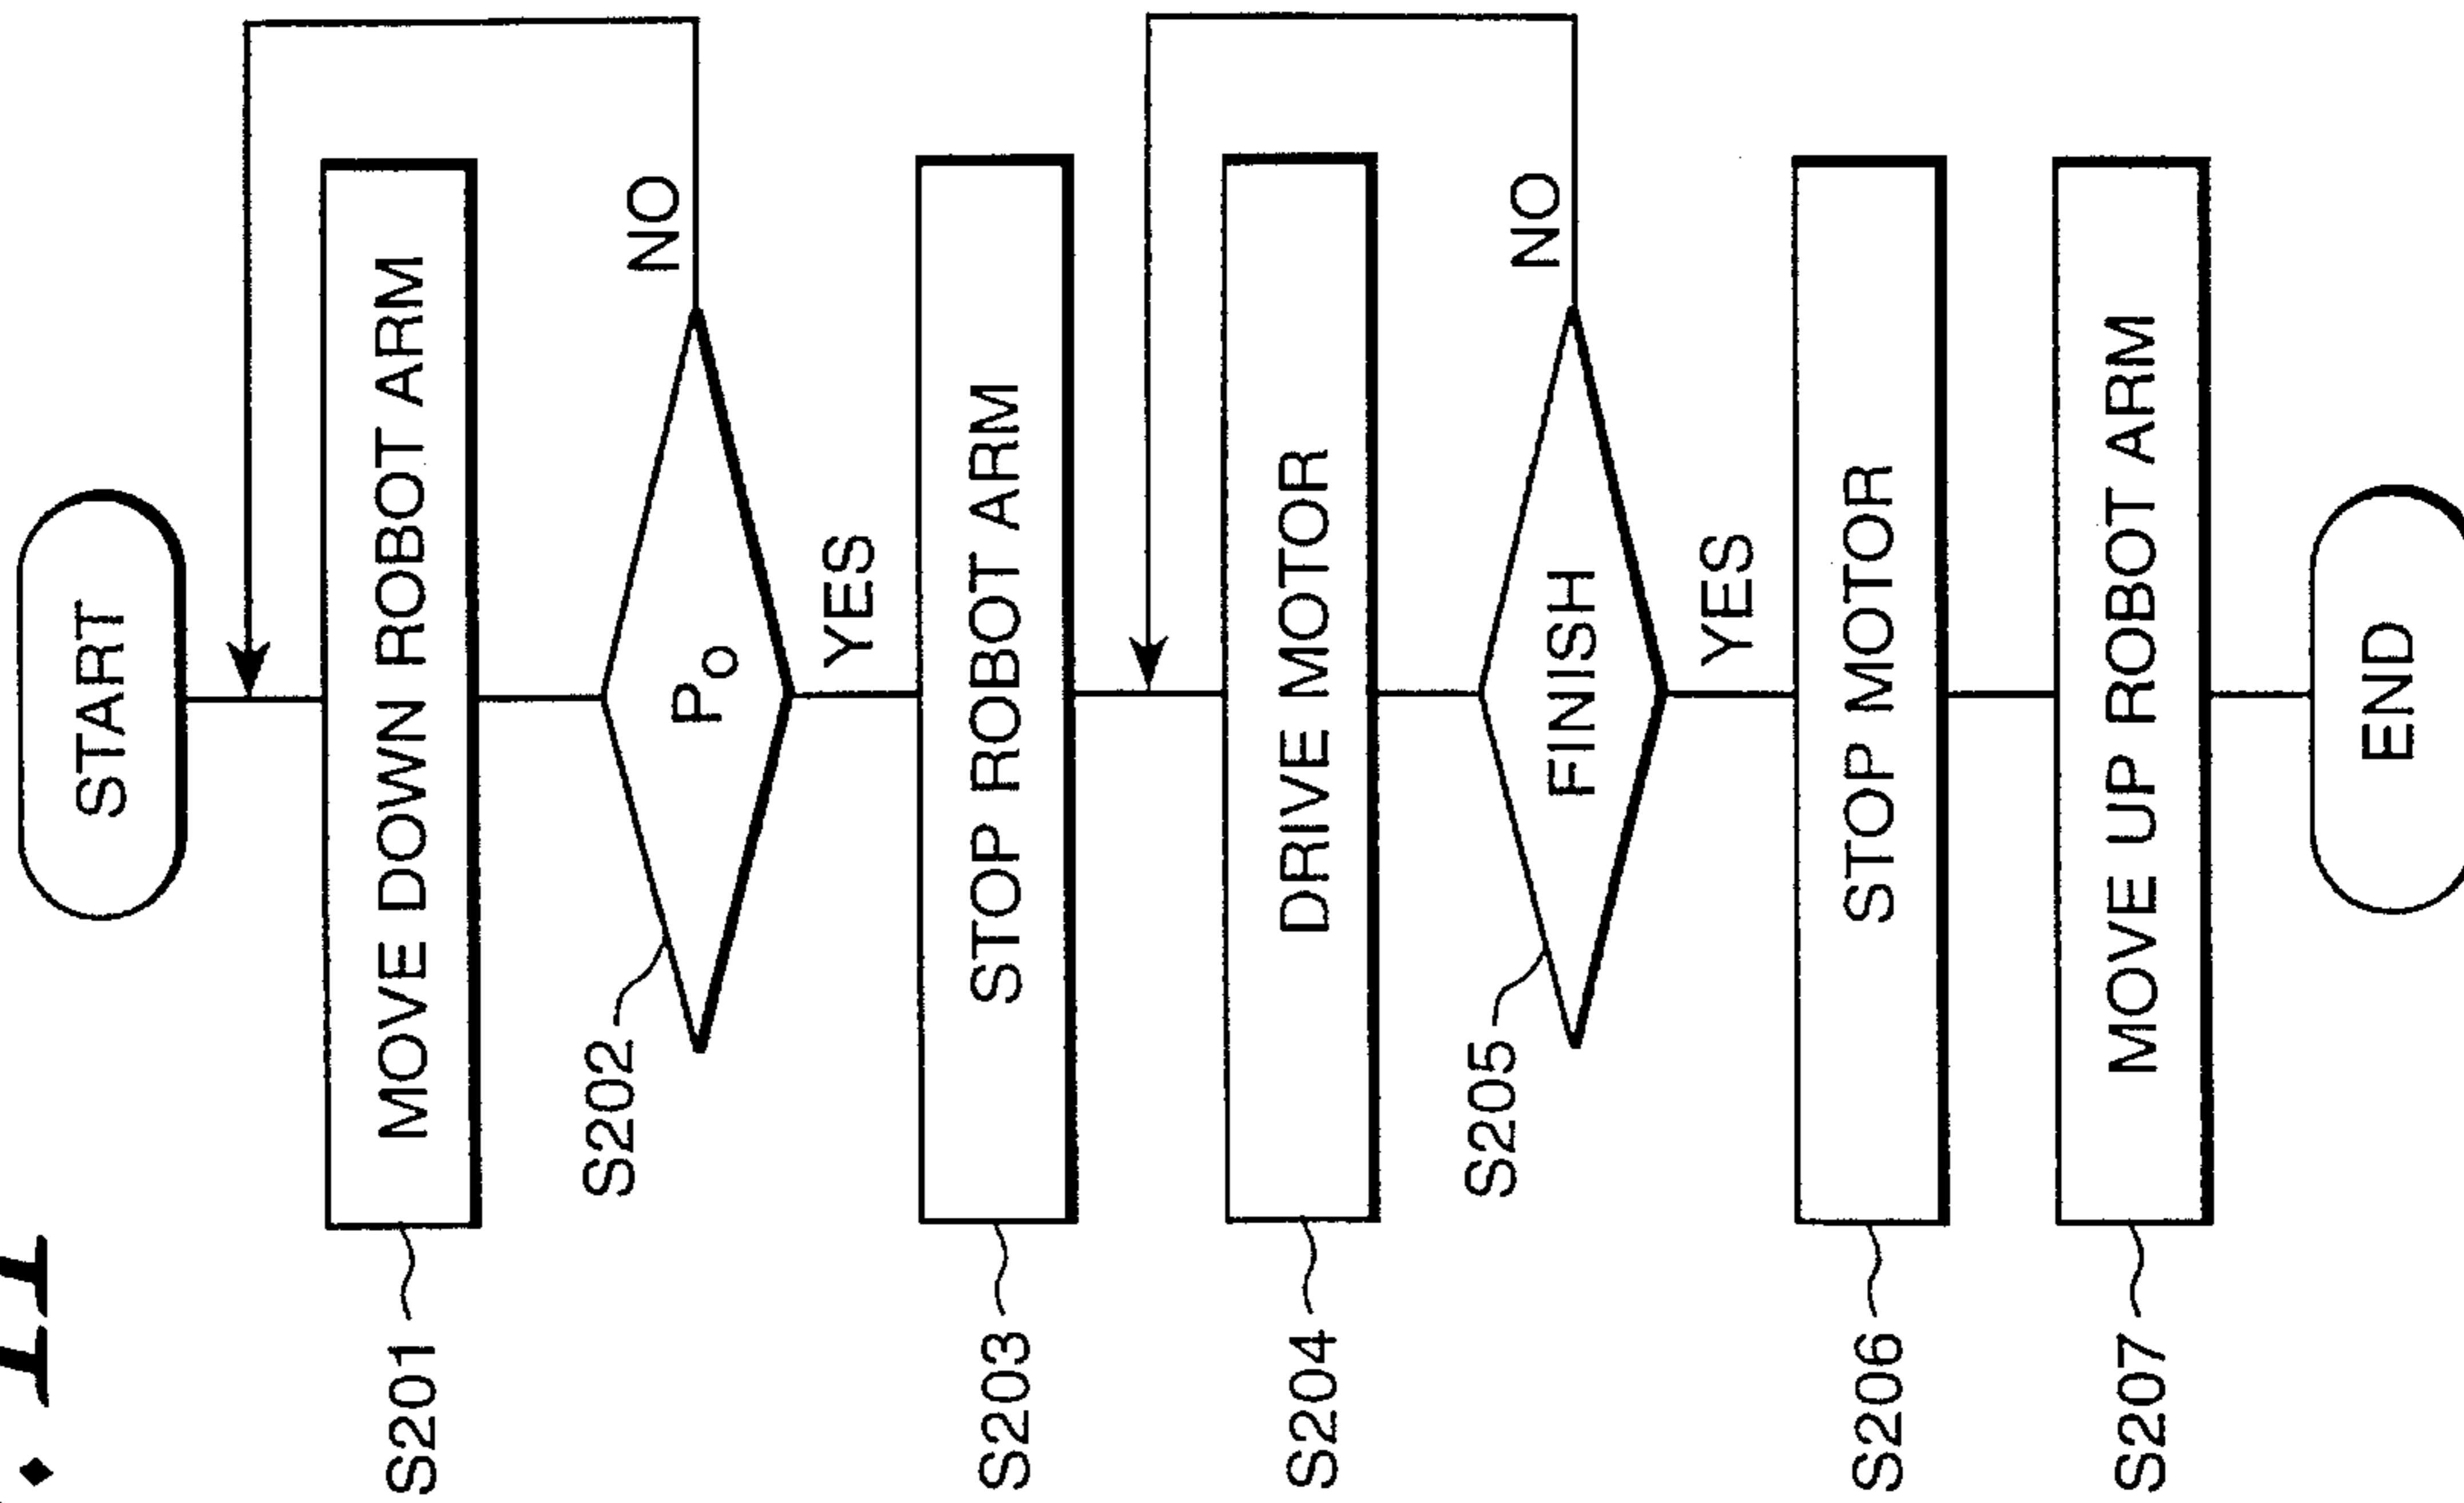 START
S201
MOVE DOWN ROBOT ARM
S202
Po
NO
YES
S203
STOP ROBOT ARM
S204
DRIVE MOTOR
S205
FINISH
NO
YES
S206
STOP MOTOR
S207
MOVE UP ROBOT ARM
END